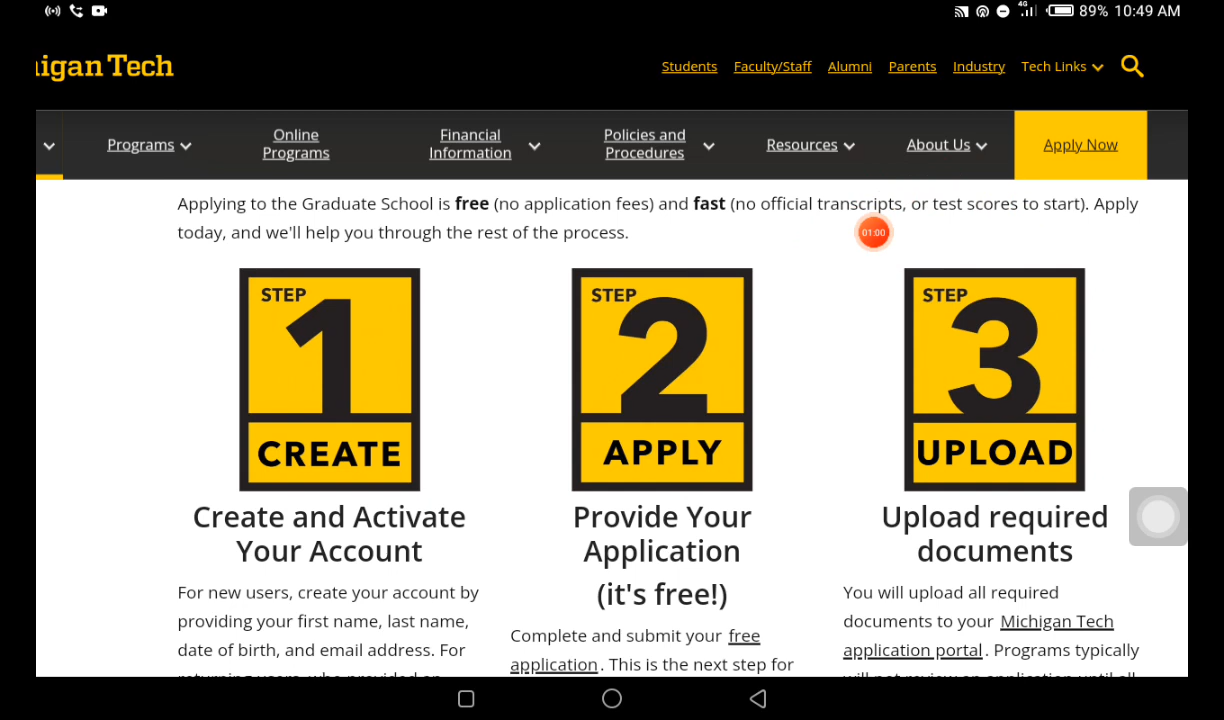 4G
89% 10:49 AM
igan Tech
Students Faculty/Staff Alumni Parents Industry Tech Links
Programs
Online
Programs
Financial
Information
Policies and
Procedures
Resources
About Us
Apply Now
Applying to the Graduate School is free (no application fees) and fast (no official transcripts, or test scores to start). Apply
today, and we'll help you through the rest of the process.
01:00
STEP
1
CREATE
Create and Activate
Your Account
For new users, create your account by
providing your first name, last name,
date of birth, and email address. For
STEP
2
APPLY
Provide Your
Application
(it's free!)
Complete and submit your free
application. This is the next step for
STEP
3
UPLOAD
Upload required
documents
You will upload all required
documents to your Michigan Tech
application portal. Programs typically